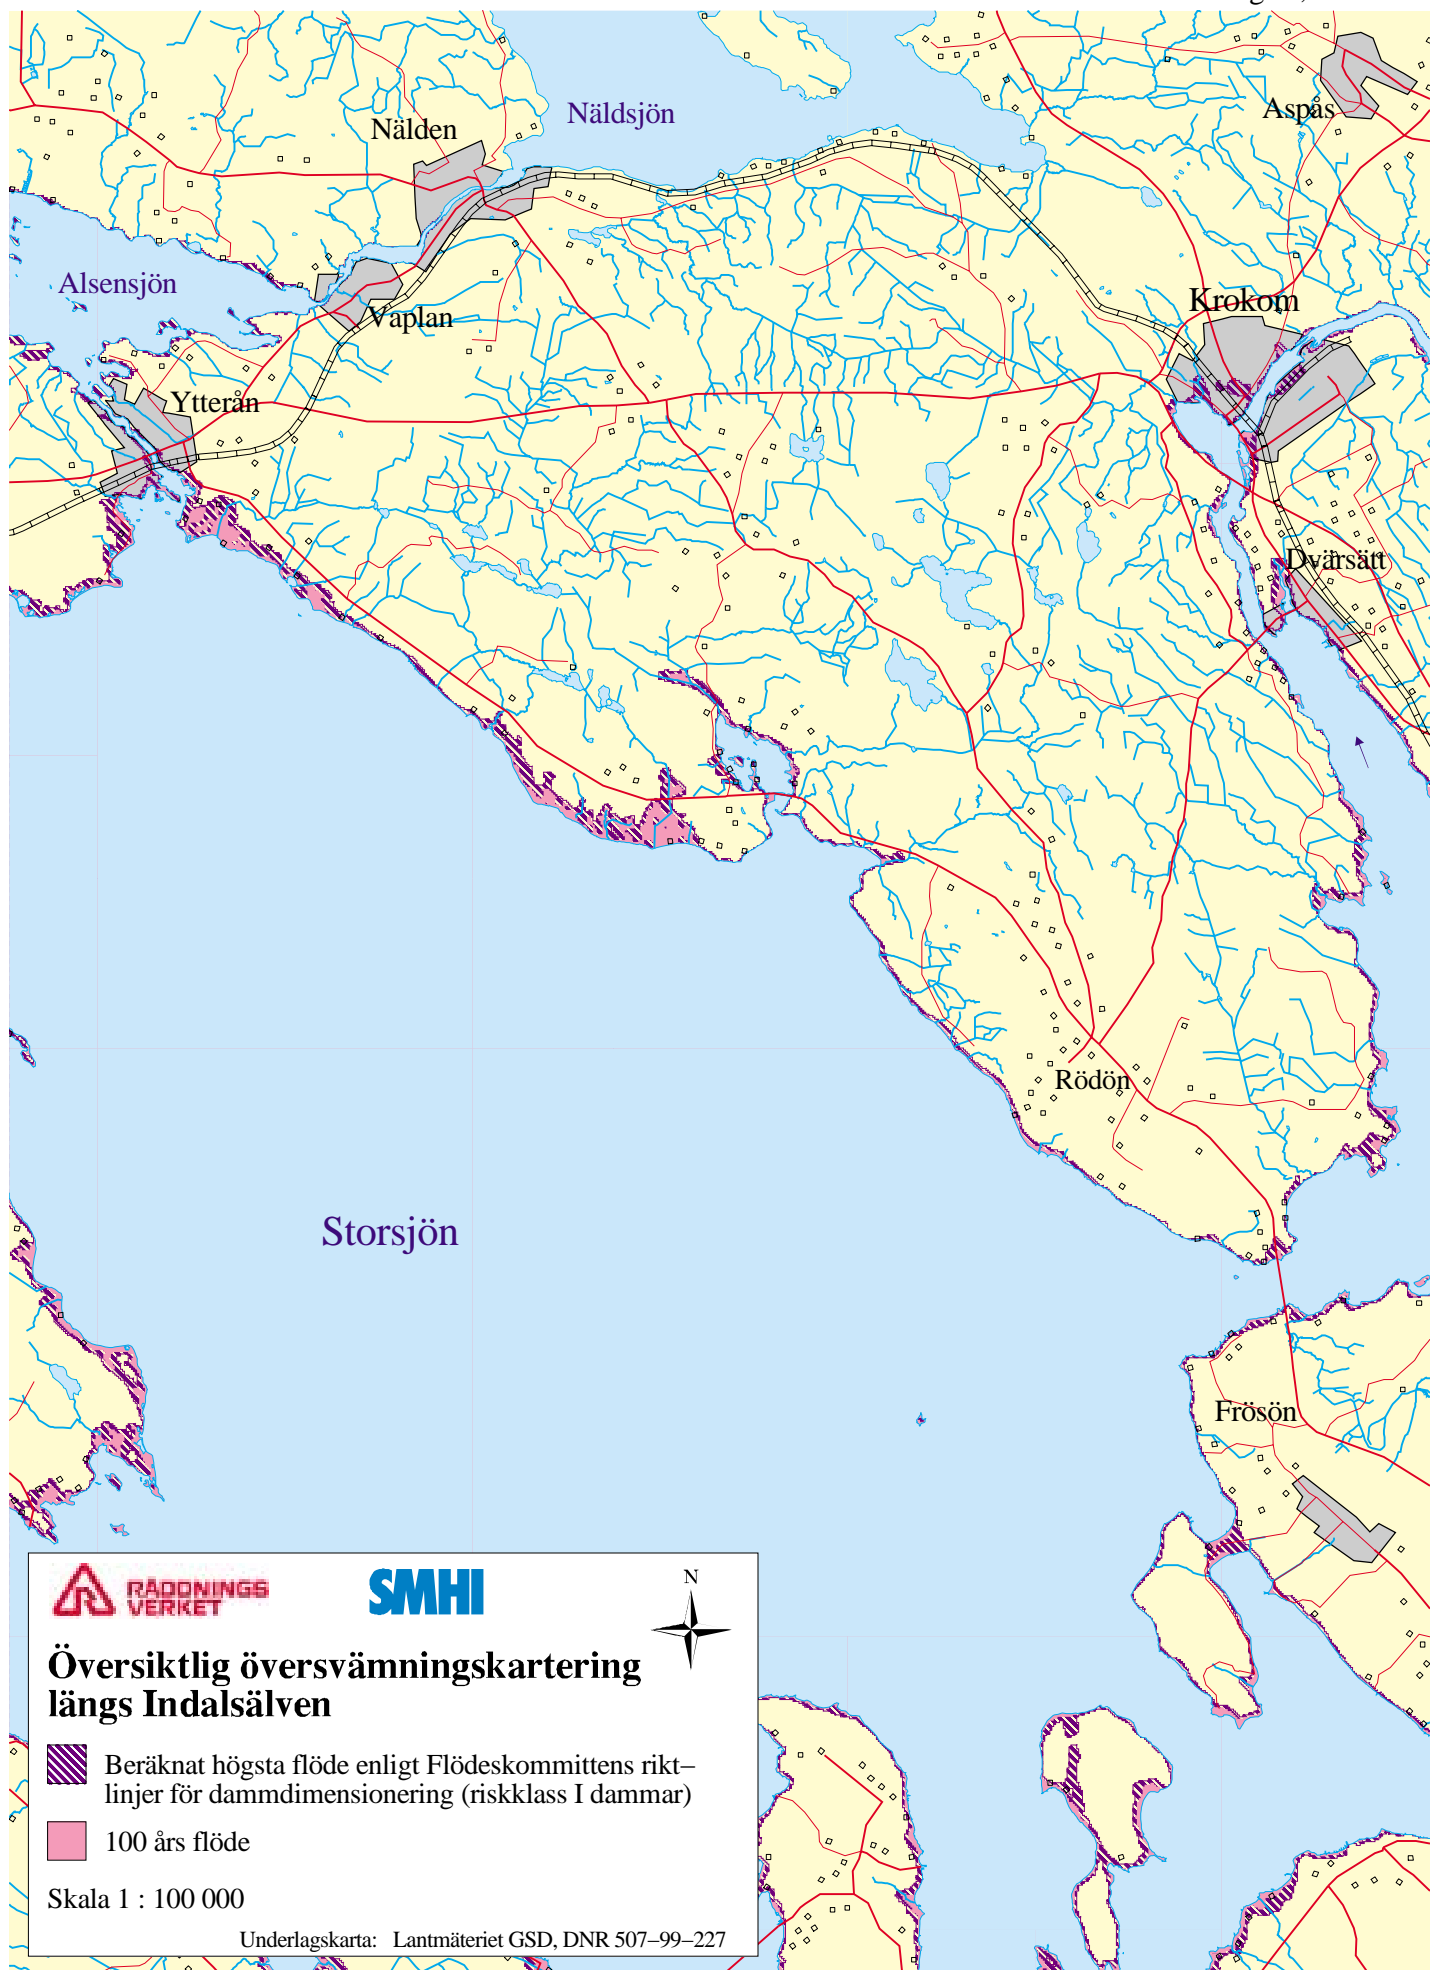 Näldsjön
Aspås
Nälden
Alsensjön
Krokom
Vaplan
Ytterån
Dvärsätt
Rödön
Storsjön
Frösön
RÄDDNINGS
VERKET
SMHI
N
Översiktlig översvämningskartering
längs Indalsälven
Beräknat högsta flöde enligt Flödeskommittens rikt–
linjer för dammdimensionering (riskklass I dammar)
100 års flöde
Skala 1 : 100 000
Underlagskarta: Lantmäteriet GSD, DNR 507–99–227